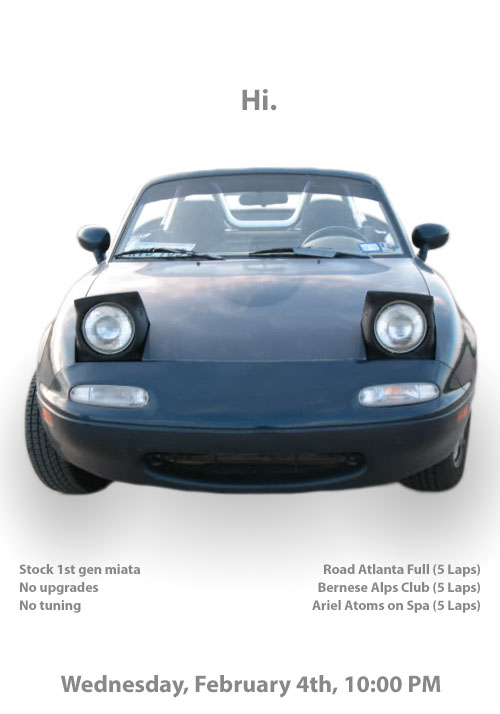 Hi.
Stock 1st gen miata
No upgrades
No tuning
Road Atlanta Full (5 Laps)
Bernese Alps Club (5 Laps)
Ariel Atoms on Spa (5 Laps)
Wednesday, February 4th, 10:00 PM